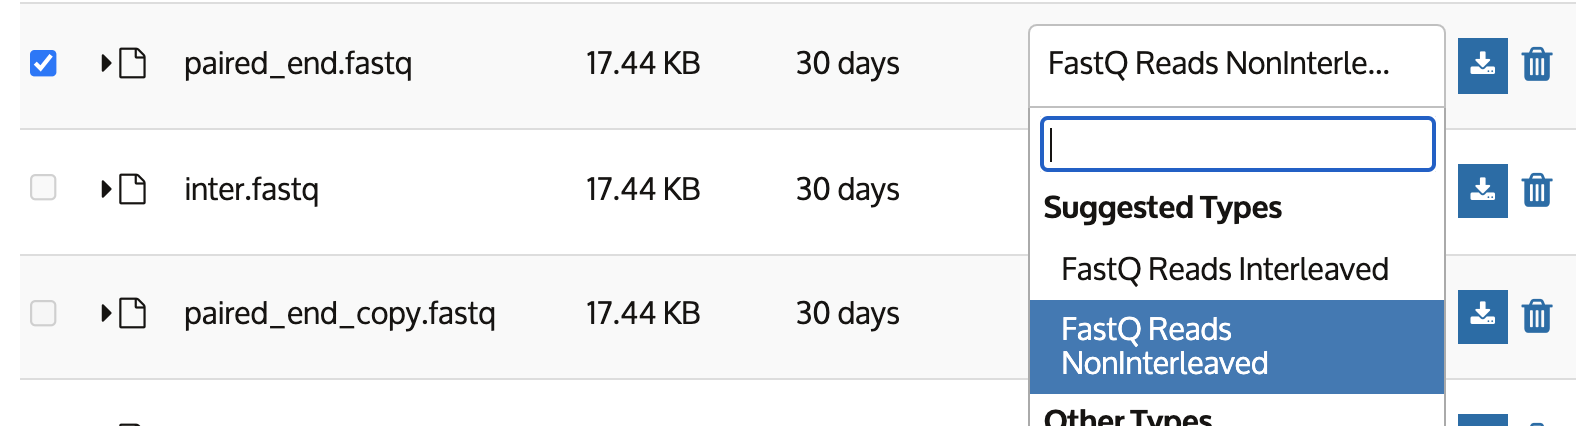 paired_end.fastq 17.44 KB 30 days FastQ Reads NonInterle...
inter.fastq 17.44 KB 30 days
Suggested Types
FastQ Reads Interleaved
paired_end_copy.fastq 17.44 KB 30 days
FastQ Reads
NonInterleaved
Other Types